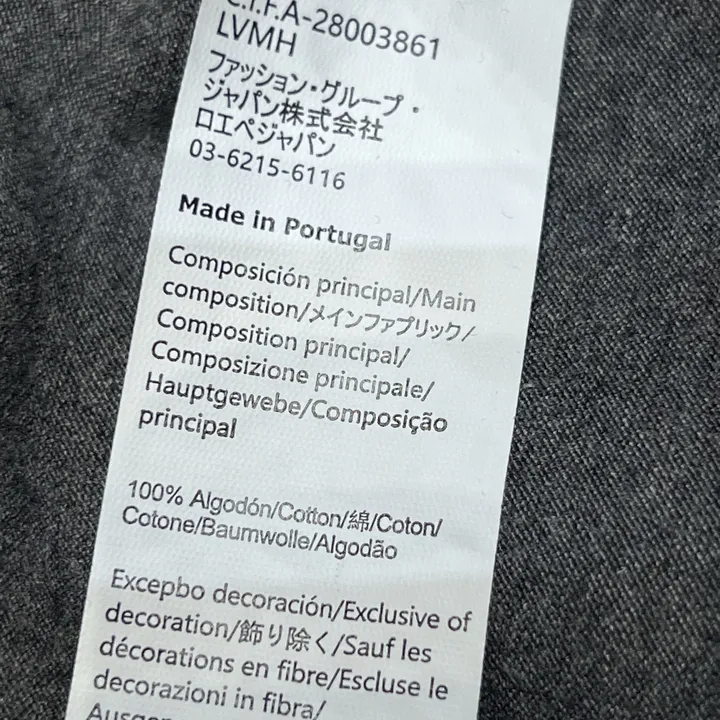 C.I.F.A-28003861
LVMH
ファッション・グループ・
ジャパン株式会社
ロエベジャパン
03-6215-6116
Made in Portugal
Composición principal/Main
composition/メインファブリック/
Composition principal/
Composizione principale/
Hauptgewebe/Composição
principal
100% Algodón/Cotton/綿/Coton/
Cotone/Baumwolle/Algodão
Excepbo decoración/Exclusive of
decoration/飾り除く/Sauf les
décorations en fibre/Escluse le
decorazioni in fibra/